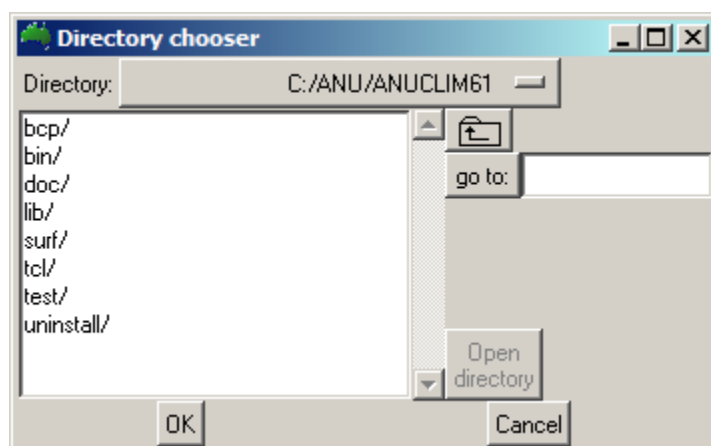 Directory chooser
Directory: C:/ANU/ANUCLIM61
bcp/
bin/
doc/
lib/
surf/
tcl/
test/
uninstall/
go to:
Open
directory
OK Cancel